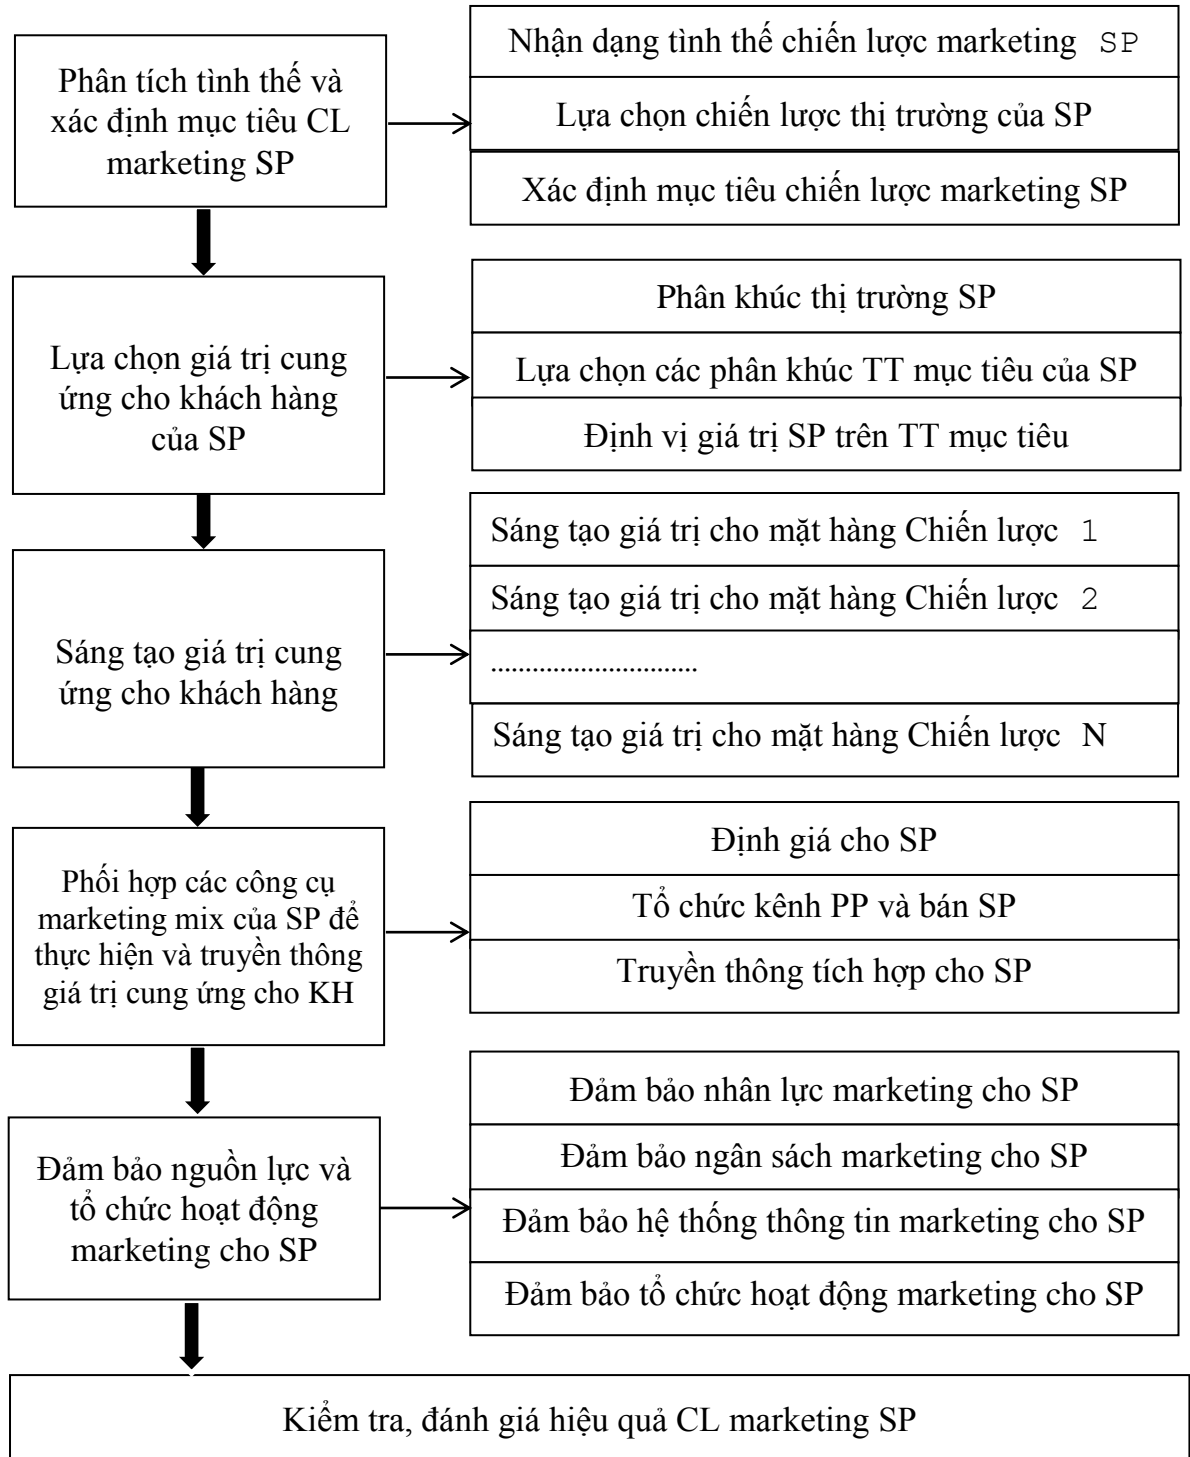 Phân tích tình thế và
xác định mục tiêu CL
marketing SP
Nhận dạng tình thế chiến lược marketing SP
Lựa chọn chiến lược thị trường của SP
Xác định mục tiêu chiến lược marketing SP
Lựa chọn giá trị cung
ứng cho khách hàng
của SP
Phân khúc thị trường SP
Lựa chọn các phân khúc TT mục tiêu của SP
Định vị giá trị SP trên TT mục tiêu
Sáng tạo giá trị cung
ứng cho khách hàng
Sáng tạo giá trị cho mặt hàng Chiến lược 1
Sáng tạo giá trị cho mặt hàng Chiến lược 2
..............................
Sáng tạo giá trị cho mặt hàng Chiến lược N
Phối hợp các công cụ
marketing mix của SP để
thực hiện và truyền thông
giá trị cung ứng cho KH
Định giá cho SP
Tổ chức kênh PP và bán SP
Truyền thông tích hợp cho SP
Đảm bảo nguồn lực và
tổ chức hoạt động
marketing cho SP
Đảm bảo nhân lực marketing cho SP
Đảm bảo ngân sách marketing cho SP
Đảm bảo hệ thống thông tin marketing cho SP
Đảm bảo tổ chức hoạt động marketing cho SP
Kiểm tra, đánh giá hiệu quả CL marketing SP